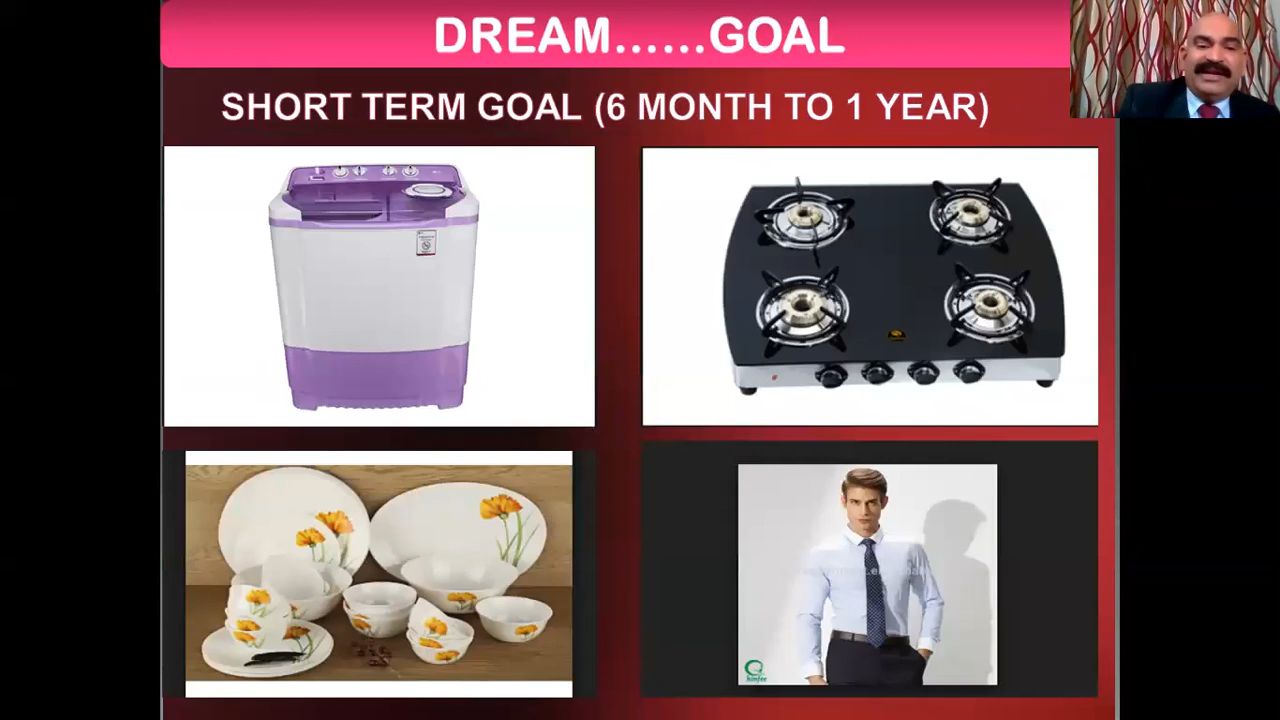 DREAM......GOAL
SHORT TERM GOAL (6 MONTH TO 1 YEAR)